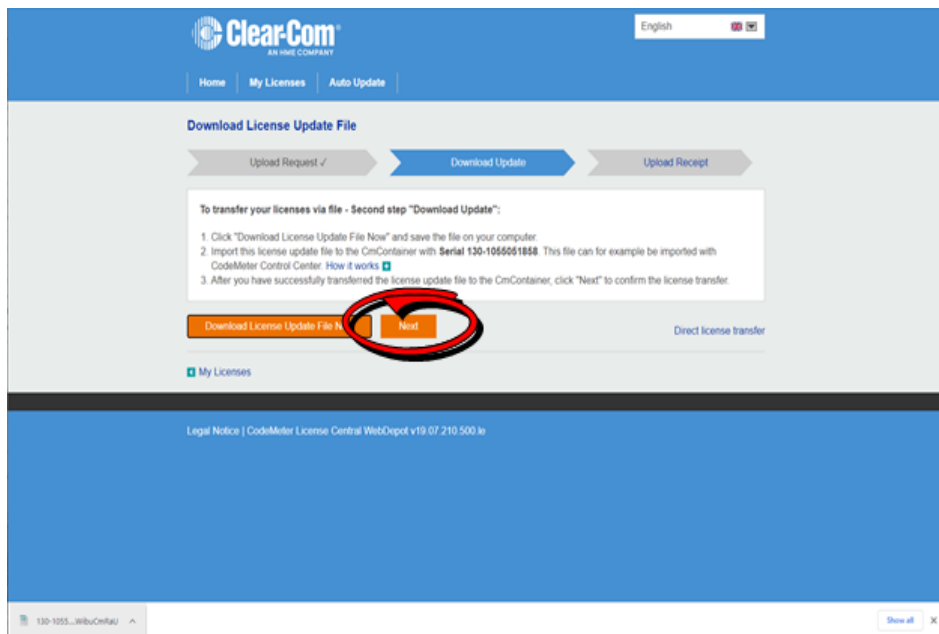 Clear-Com®
AN HME COMPANY
English
Home
My Licenses
Auto Update
Download License Update File
Upload Request ✓
Download Update
Upload Receipt
To transfer your licenses via file - Second step "Download Update":
1. Click "Download License Update File Now" and save the file on your computer.
2. Import this license update file to the CmContainer with Serial 130-1055051858. This file can for example be imported with
CodeMeter Control Center. How it works
3. After you have successfully transferred the license update file to the CmContainer, click "Next" to confirm the license transfer.
Download License Update File N
Next
Direct license transfer
My Licenses
Legal Notice | CodeMeter License Central WebDepot v19.07.210.500.le
130-1055...WibuCmRaU
Show all